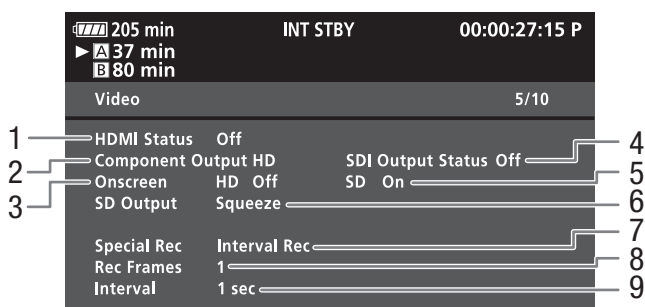 205 min INT STBY 00:00:27:15 P
A 37 min
B 80 min
Video 5/10
1 HDMI Status Off
2 Component Output HD SDI Output Status Off 4
3 Onscreen HD Off SD On 5
SD Output Squeeze 6
Special Rec Interval Rec 7
Rec Frames 1 8
Interval 1 sec 9